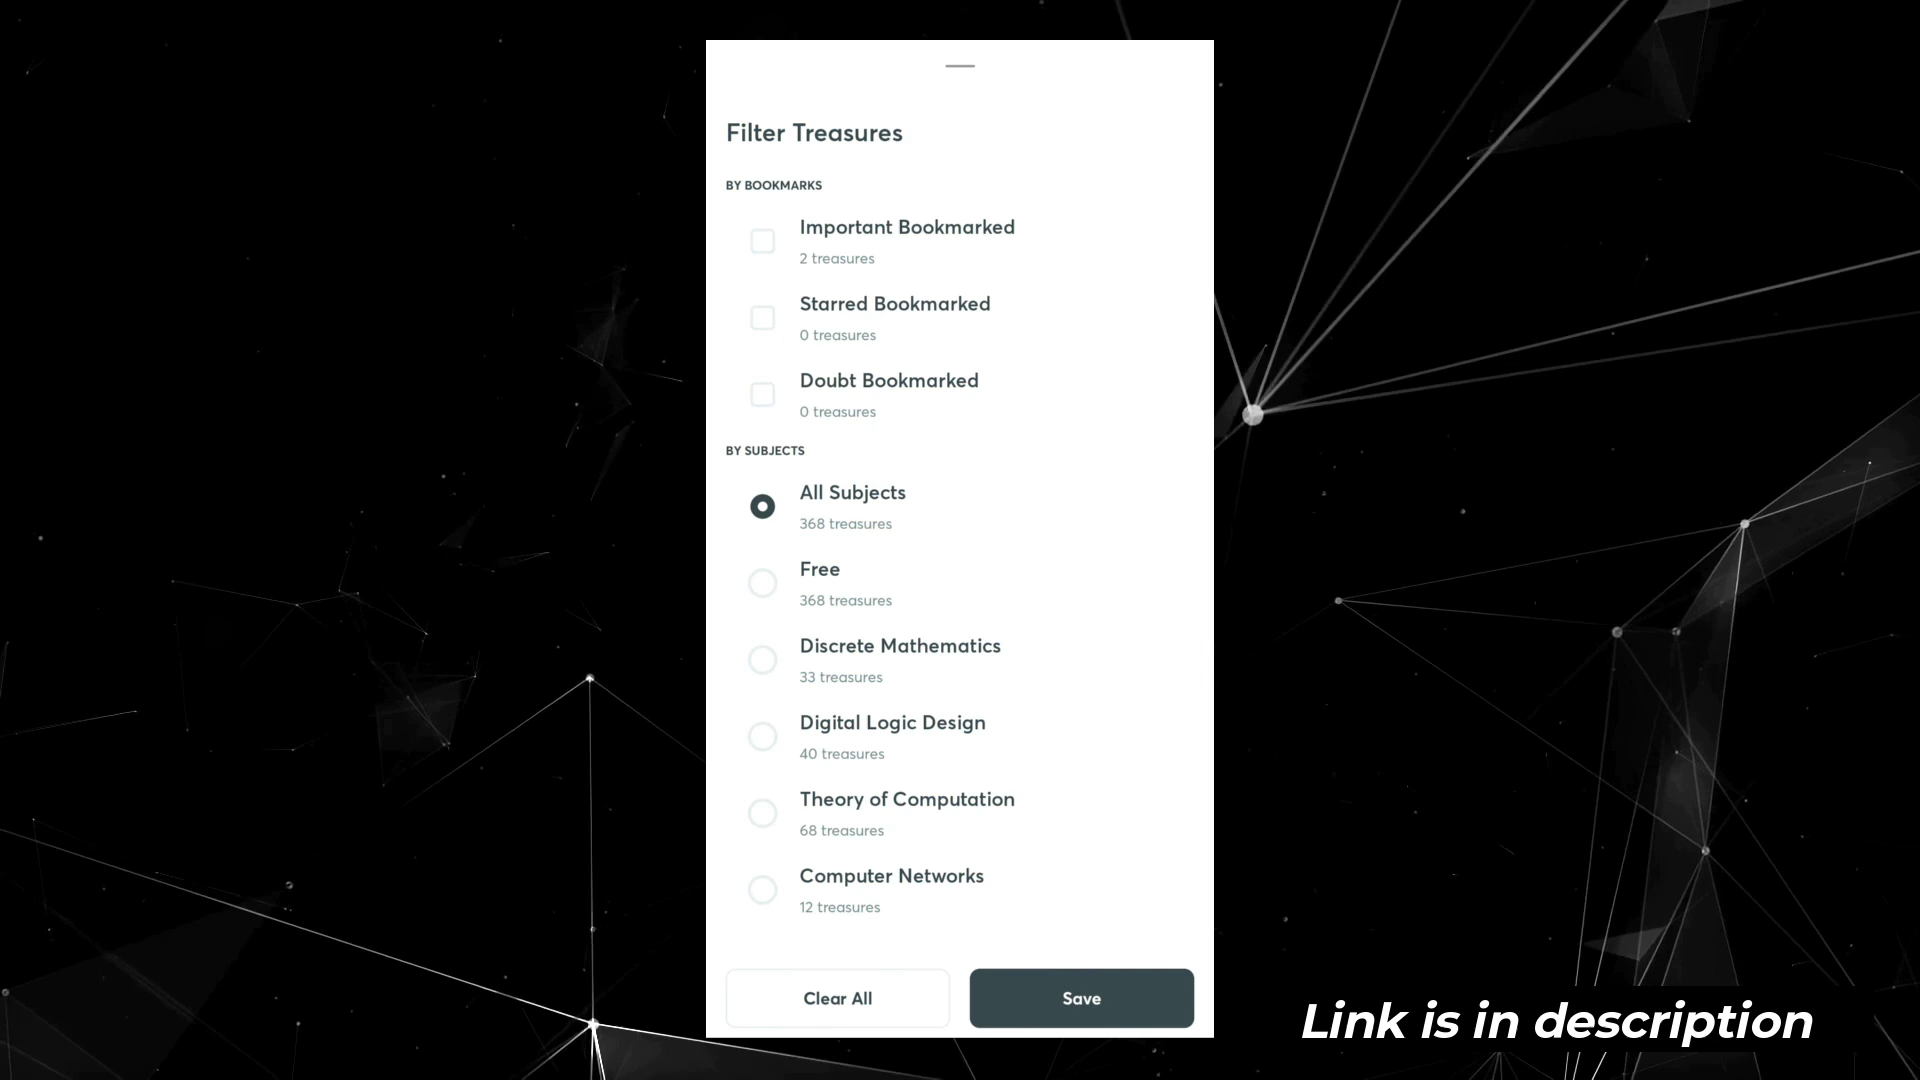 Filter Treasures
BY BOOKMARKS
Important Bookmarked
2 treasures
Starred Bookmarked
0 treasures
Doubt Bookmarked
0 treasures
BY SUBJECTS
All Subjects
368 treasures
Free
368 treasures
Discrete Mathematics
33 treasures
Digital Logic Design
40 treasures
Theory of Computation
68 treasures
Computer Networks
12 treasures
Clear All
Save
Link is in description